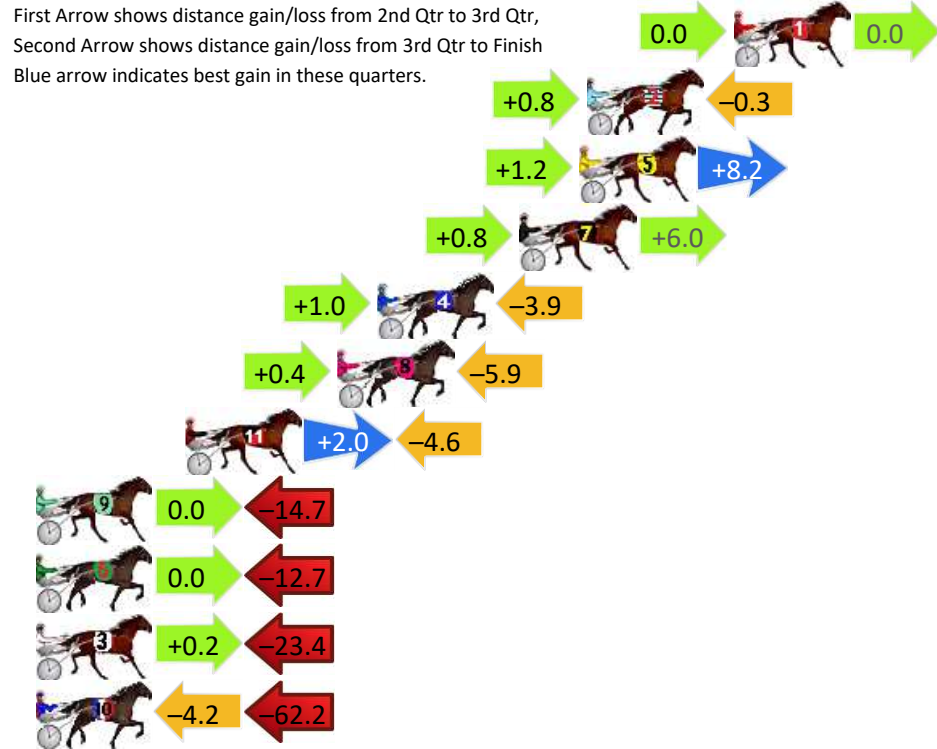 First Arrow shows distance gain/loss from 2nd Qtr to 3rd Qtr,
Second Arrow shows distance gain/loss from 3rd Qtr to Finish
Blue arrow indicates best gain in these quarters.
0.0 1 0.0
+0.8 2 –0.3
+1.2 5 +8.2
+0.8 7 +6.0
+1.0 4 –3.9
+0.4 8 –5.9
11 +2.0 –4.6
9 0.0 –14.7
6 0.0 –12.7
3 +0.2 –23.4
10 –4.2 –62.2